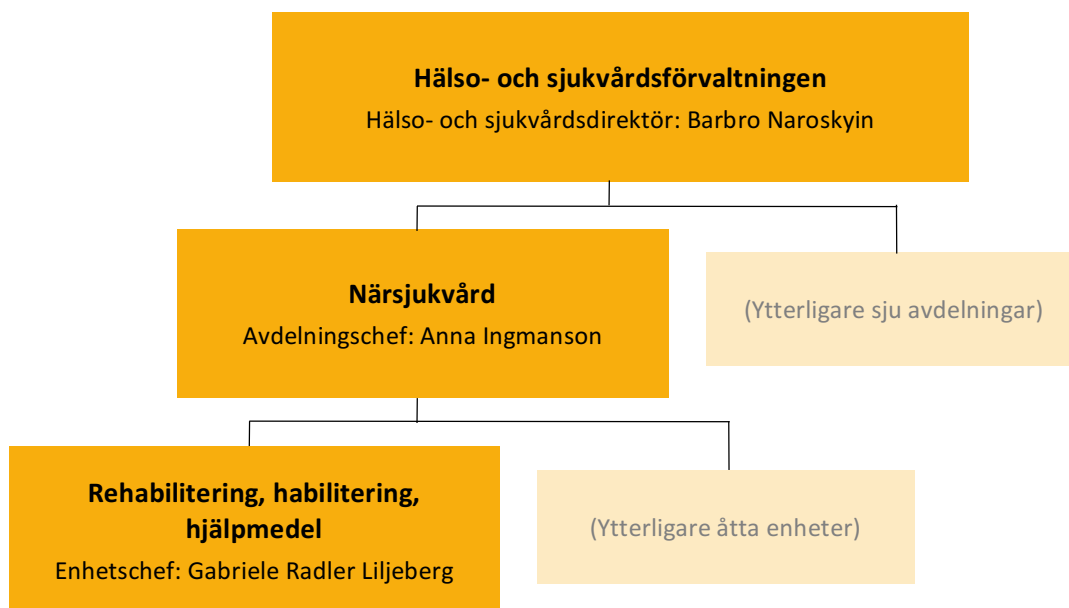 Hälso- och sjukvårdsförvaltningen
Hälso- och sjukvårdsdirektör: Barbro Naroskyin
Närsjukvård
Avdelningschef: Anna Ingmanson
(Ytterligare sju avdelningar)
Rehabilitering, habilitering,
hjälpmedel
Enhetschef: Gabriele Radler Liljeberg
(Ytterligare åtta enheter)